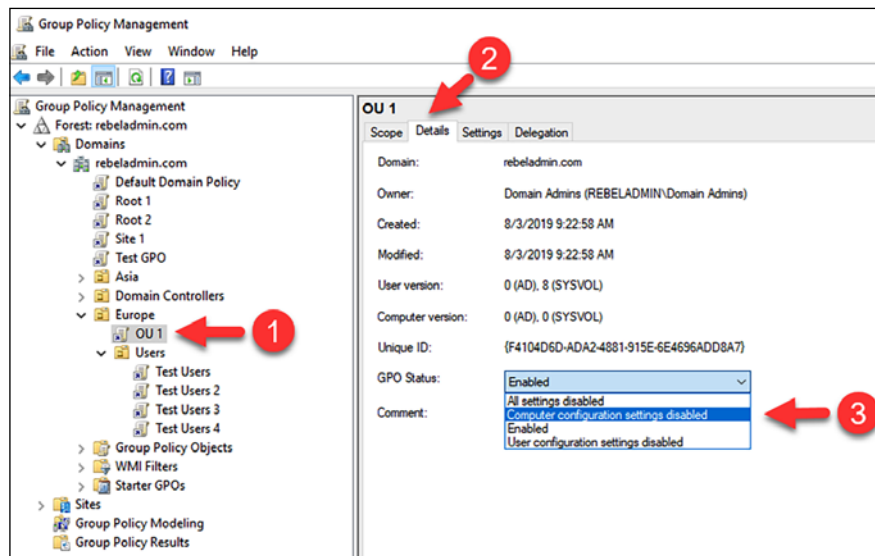 Group Policy Management
File Action View Window Help
Group Policy Management
Forest: rebeladmin.com
Domains
rebeladmin.com
Default Domain Policy
Root 1
Root 2
Site 1
Test GPO
Asia
Domain Controllers
Europe
OU 1
Users
Test Users
Test Users 2
Test Users 3
Test Users 4
Group Policy Objects
WMI Filters
Starter GPOs
Sites
Group Policy Modeling
Group Policy Results
1
2
OU 1
Scope Details Settings Delegation
Domain: rebeladmin.com
Owner: Domain Admins (REBELADMIN\Domain Admins)
Created: 8/3/2019 9:22:58 AM
Modified: 8/3/2019 9:22:58 AM
User version: 0 (AD), 8 (SYSVOL)
Computer version: 0 (AD), 0 (SYSVOL)
Unique ID: {F4104D6D-ADA2-4881-915E-6E4696ADD8A7}
GPO Status: Enabled
All settings disabled
Comment: Computer configuration settings disabled
Enabled
User configuration settings disabled
3